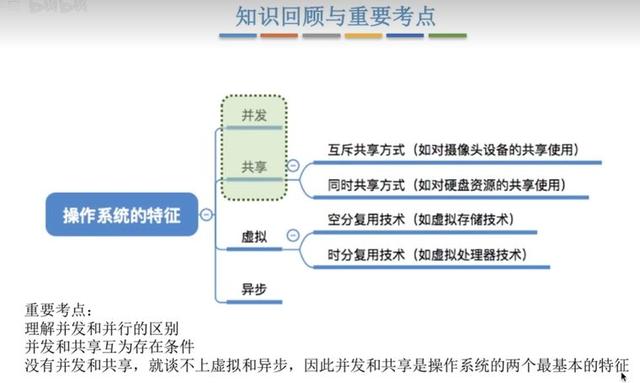 知识回顾与重要考点
并发
共享
互斥共享方式（如对摄像头设备的共享使用）
同时共享方式（如对硬盘资源的共享使用）
操作系统的特征
虚拟
空分复用技术（如虚拟存储技术）
时分复用技术（如虚拟处理器技术）
异步
重要考点：
理解并发和并行的区别
并发和共享互为存在条件
没有并发和共享，就谈不上虚拟和异步，因此并发和共享是操作系统的两个最基本的特征